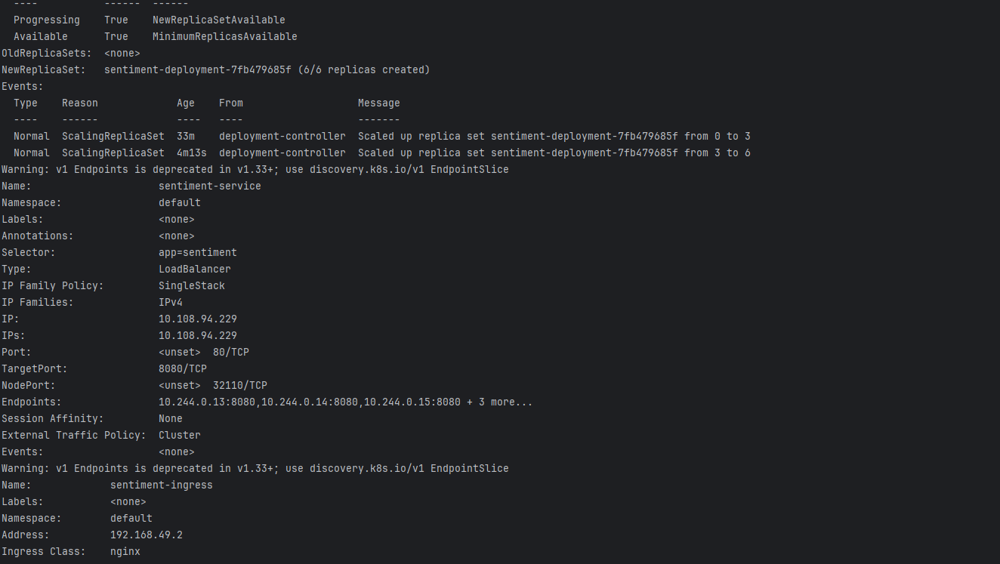 ----           ------  ------
  Progressing    True    NewReplicaSetAvailable
  Available      True    MinimumReplicasAvailable
OldReplicaSets:  <none>
NewReplicaSet:   sentiment-deployment-7fb479685f (6/6 replicas created)
Events:
  Type    Reason             Age    From                   Message
  ----    ------             ----   ----                   -------
  Normal  ScalingReplicaSet  33m    deployment-controller  Scaled up replica set sentiment-deployment-7fb479685f from 0 to 3
  Normal  ScalingReplicaSet  4m13s  deployment-controller  Scaled up replica set sentiment-deployment-7fb479685f from 3 to 6
Warning: v1 Endpoints is deprecated in v1.33+; use discovery.k8s.io/v1 EndpointSlice
Name:                     sentiment-service
Namespace:                default
Labels:                   <none>
Annotations:              <none>
Selector:                 app=sentiment
Type:                     LoadBalancer
IP Family Policy:         SingleStack
IP Families:              IPv4
IP:                       10.108.94.229
IPs:                      10.108.94.229
Port:                     <unset>  80/TCP
TargetPort:               8080/TCP
NodePort:                 <unset>  32110/TCP
Endpoints:                10.244.0.13:8080,10.244.0.14:8080,10.244.0.15:8080 + 3 more...
Session Affinity:         None
External Traffic Policy:  Cluster
Events:                   <none>
Warning: v1 Endpoints is deprecated in v1.33+; use discovery.k8s.io/v1 EndpointSlice
Name:             sentiment-ingress
Labels:           <none>
Namespace:        default
Address:          192.168.49.2
Ingress Class:    nginx